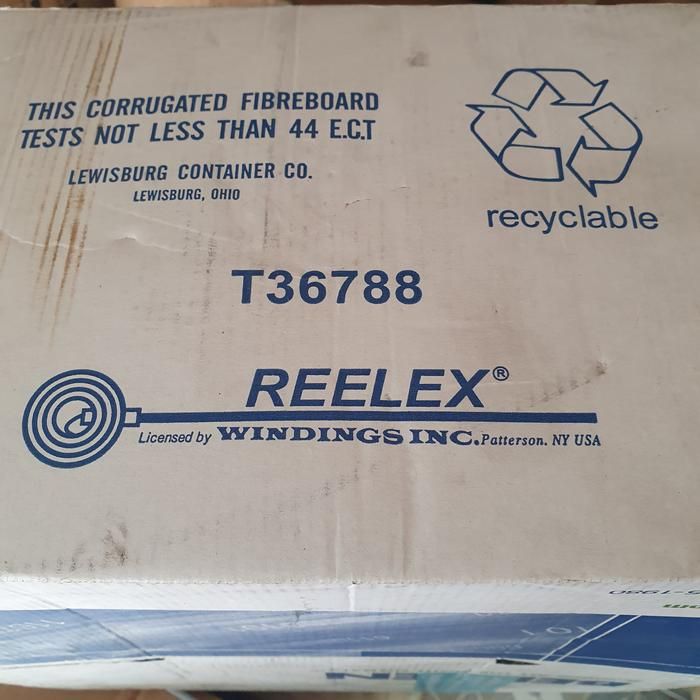 THIS CORRUGATED FIBREBOARD
TESTS NOT LESS THAN 44 E.C.T
LEWISBURG CONTAINER CO.
LEWISBURG, OHIO
recyclable
T36788
REELEX®
Licensed by WINDINGS INC. Patterson. NY USA